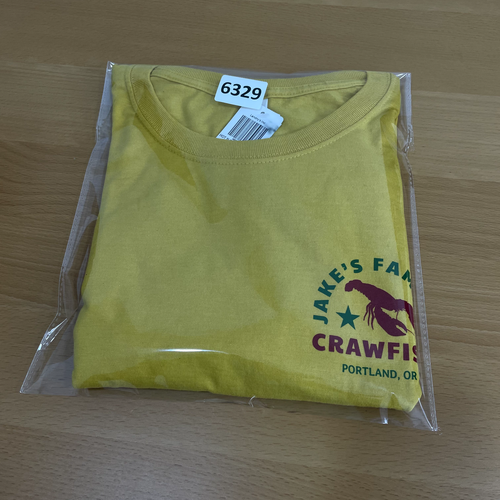 6329
JAKE'S FAM
CRAWFIS
PORTLAND, OR